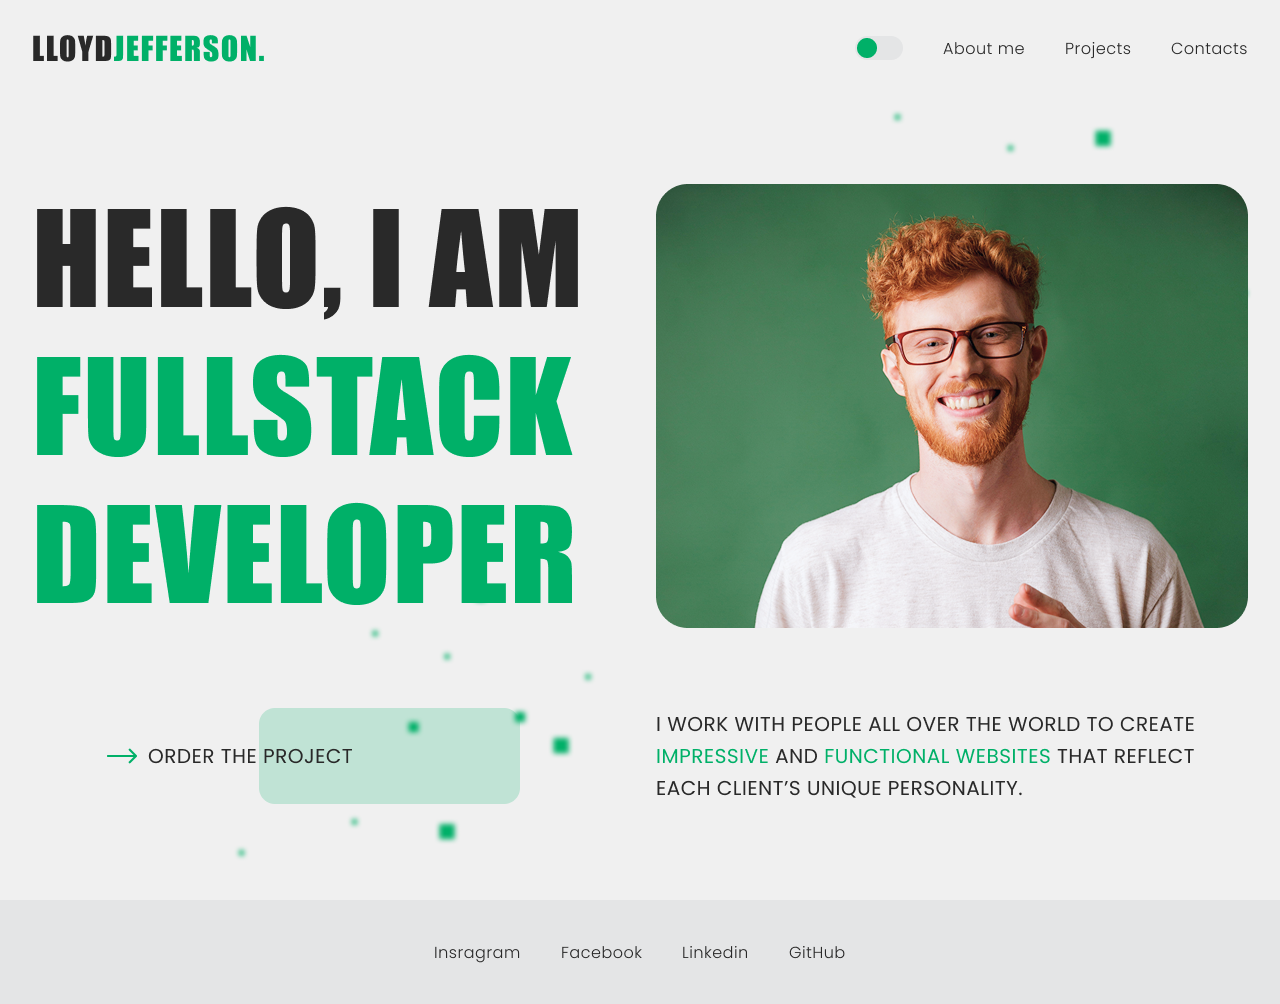 LLOYDJEFFERSON.
About me
Projects
Contacts
HELLO, I AM
FULLSTACK
DEVELOPER
ORDER THE PROJECT
I WORK WITH PEOPLE ALL OVER THE WORLD TO CREATE
IMPRESSIVE AND FUNCTIONAL WEBSITES THAT REFLECT
EACH CLIENT’S UNIQUE PERSONALITY.
Insragram
Facebook
Linkedin
GitHub